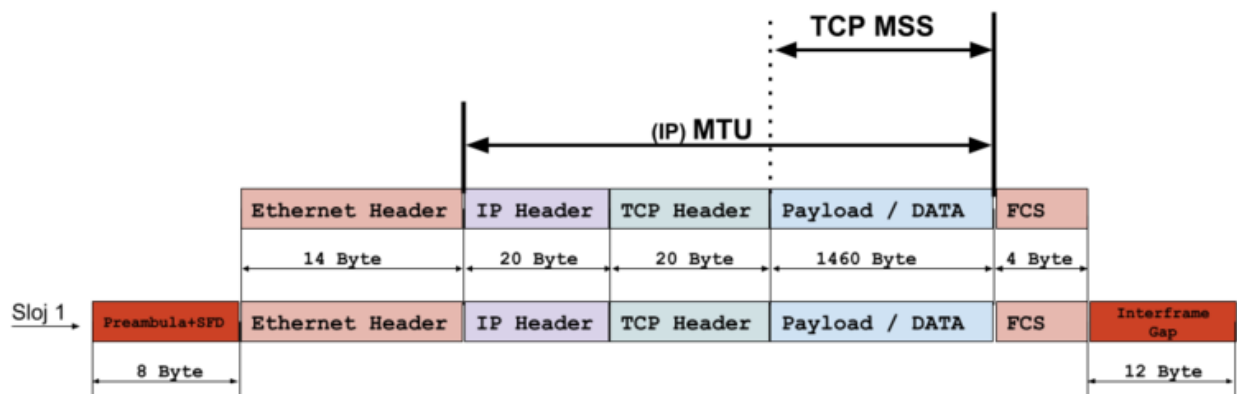 TCP MSS
(IP) MTU
Ethernet Header IP Header TCP Header Payload / DATA FCS
14 Byte 20 Byte 20 Byte 1460 Byte 4 Byte
Sloj 1 Preambula+SFD Ethernet Header IP Header TCP Header Payload / DATA FCS Interframe
Gap
8 Byte 12 Byte